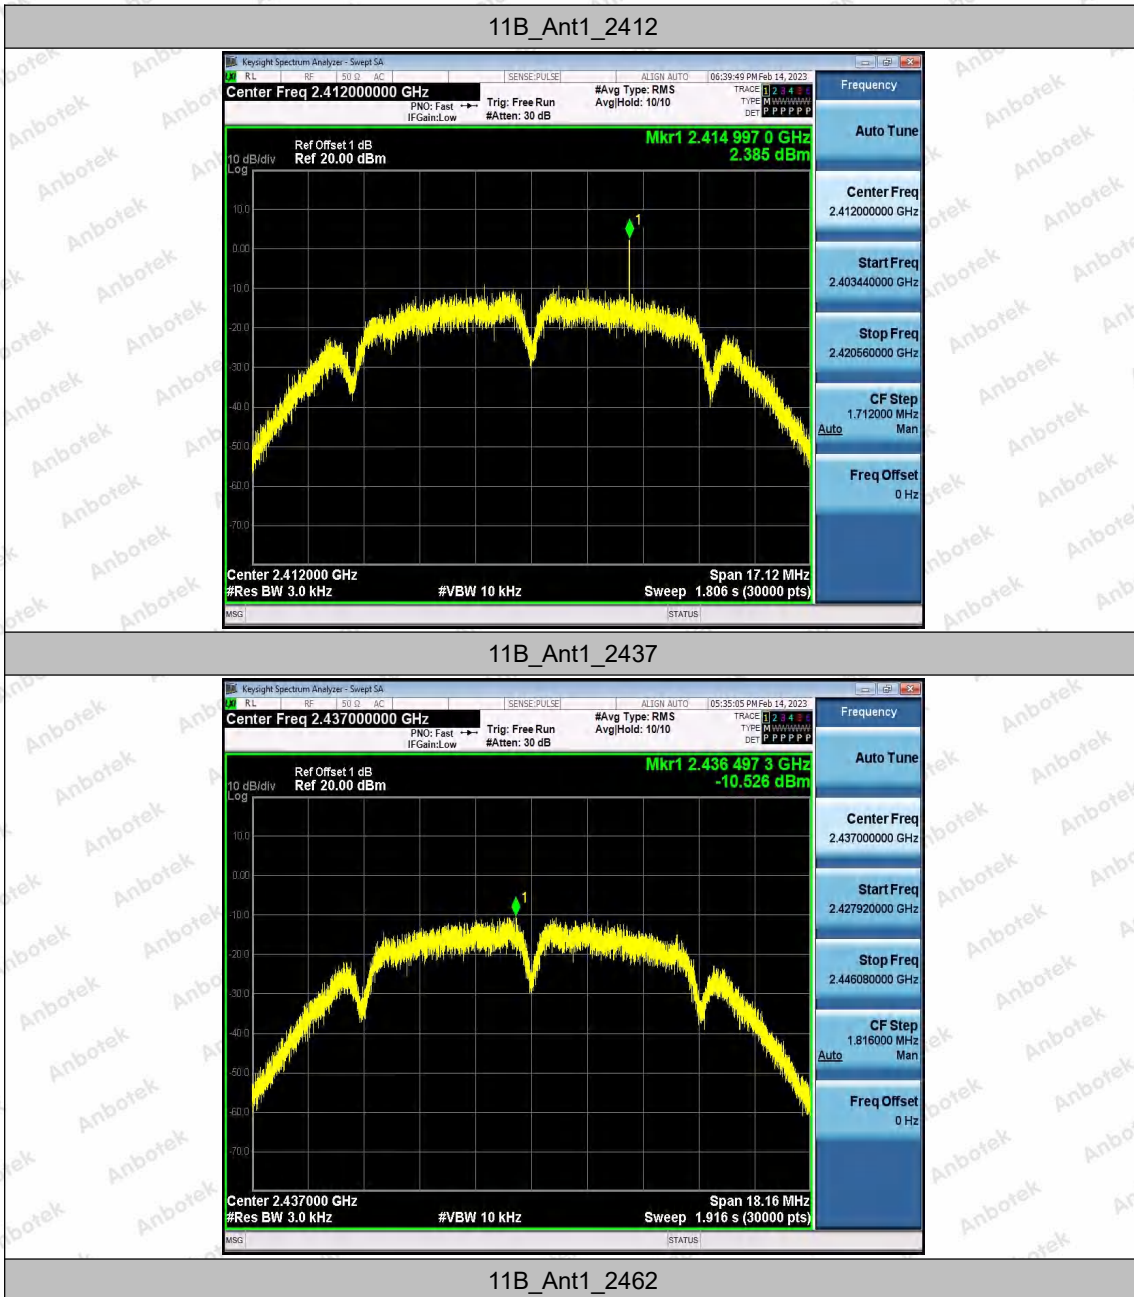 11B_Ant1_2412
Keysight Spectrum Analyzer - Swept SA
RL RF 50 Ω AC SENSE:PULSE ALIGN AUTO 06:39:49 PM Feb 14, 2023
Center Freq 2.412000000 GHz
PNO: Fast
IFGain:Low
Trig: Free Run
#Atten: 30 dB
#Avg Type: RMS
Avg|Hold: 10/10
TRACE 1 2 3 4 5 6
TYPE M WWWWW
DET P P P P P P
Frequency
Mkr1 2.414 997 0 GHz
2.385 dBm
Ref Offset 1 dB
10 dB/div Ref 20.00 dBm
Log
10.0
0.00
-10.0
-20.0
-30.0
-40.0
-50.0
-60.0
-70.0
1
Center 2.412000 GHz Span 17.12 MHz
#Res BW 3.0 kHz #VBW 10 kHz Sweep 1.806 s (30000 pts)
MSG STATUS
Auto Tune
Center Freq
2.412000000 GHz
Start Freq
2.403440000 GHz
Stop Freq
2.420560000 GHz
CF Step
1.712000 MHz
Auto Man
Freq Offset
0 Hz
11B_Ant1_2437
Keysight Spectrum Analyzer - Swept SA
RL RF 50 Ω AC SENSE:PULSE ALIGN AUTO 05:35:05 PM Feb 14, 2023
Center Freq 2.437000000 GHz
PNO: Fast
IFGain:Low
Trig: Free Run
#Atten: 30 dB
#Avg Type: RMS
Avg|Hold: 10/10
TRACE 1 2 3 4 5 6
TYPE M WWWWW
DET P P P P P P
Frequency
Mkr1 2.436 497 3 GHz
-10.526 dBm
Ref Offset 1 dB
10 dB/div Ref 20.00 dBm
Log
10.0
0.00
-10.0
-20.0
-30.0
-40.0
-50.0
-60.0
-70.0
1
Center 2.437000 GHz Span 18.16 MHz
#Res BW 3.0 kHz #VBW 10 kHz Sweep 1.916 s (30000 pts)
MSG STATUS
Auto Tune
Center Freq
2.437000000 GHz
Start Freq
2.427920000 GHz
Stop Freq
2.446080000 GHz
CF Step
1.816000 MHz
Auto Man
Freq Offset
0 Hz
11B_Ant1_2462
Anbotek